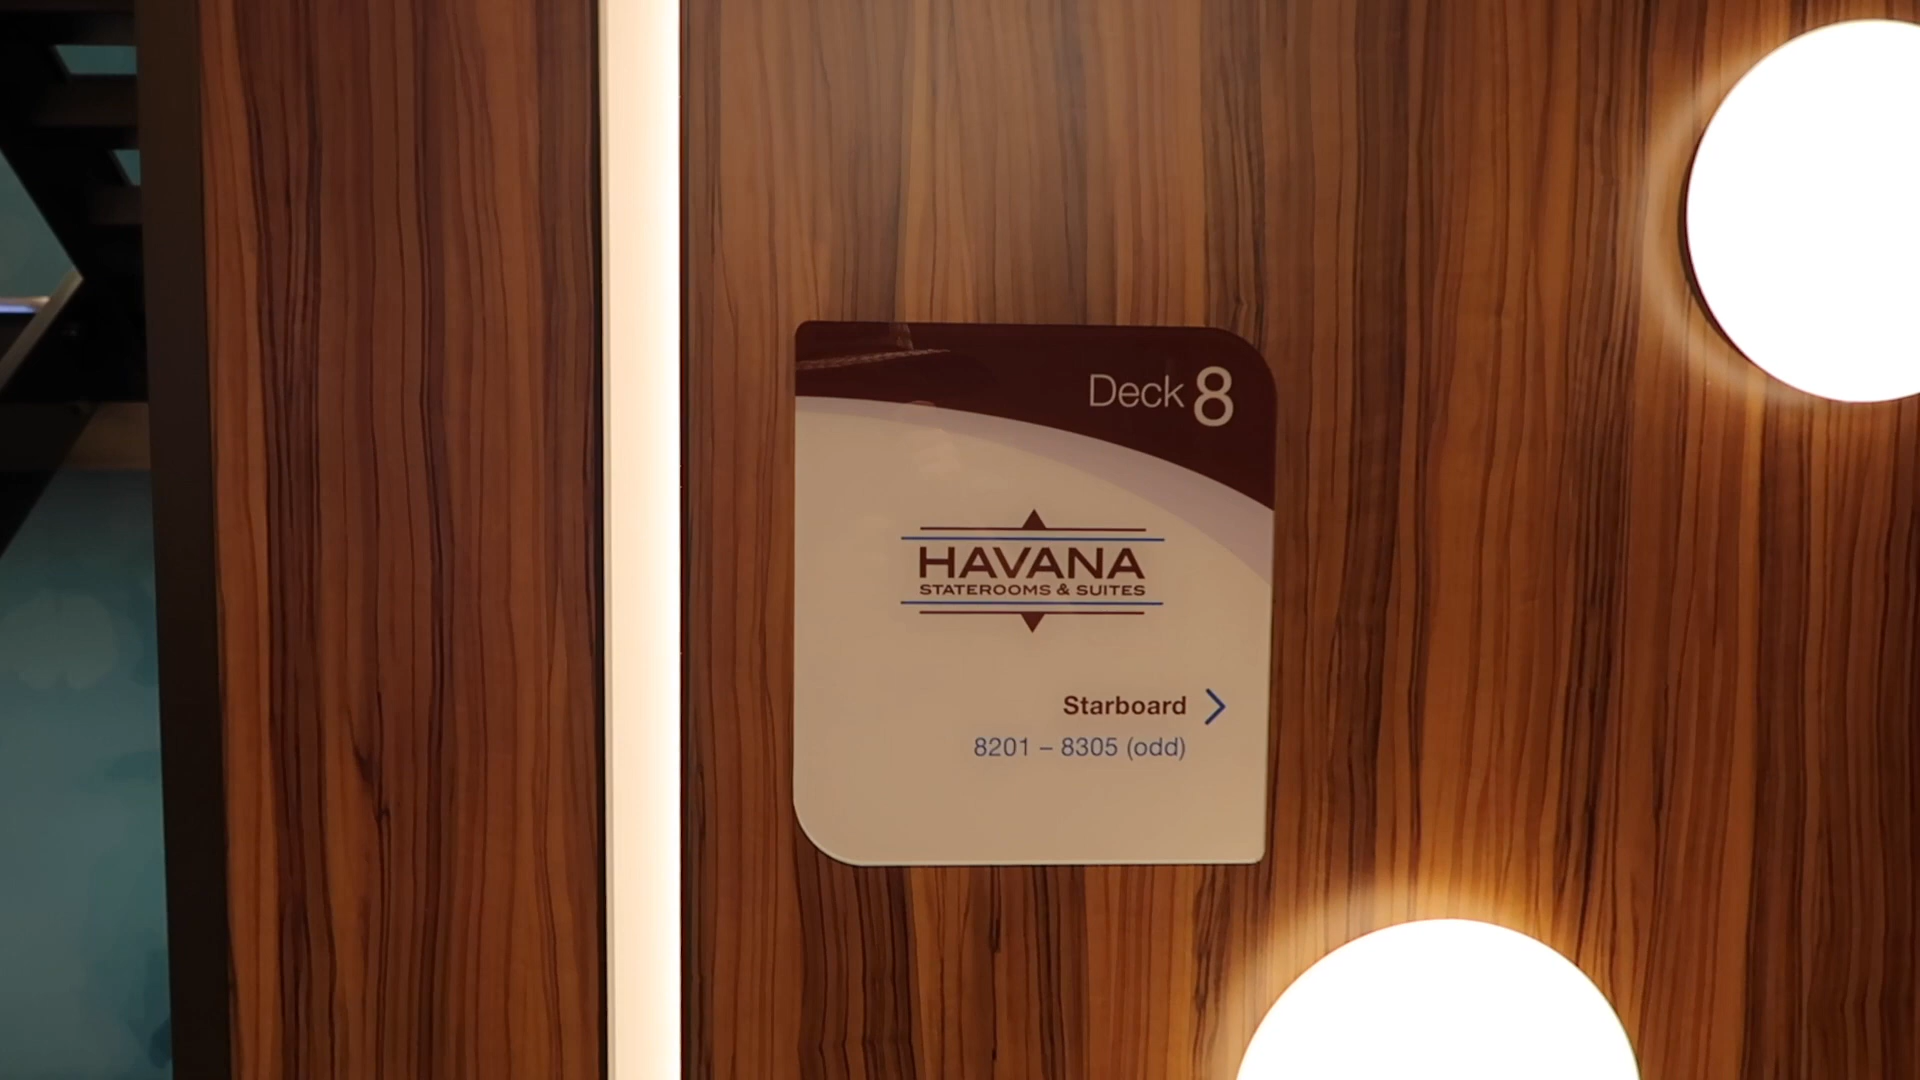 Deck 8
HAVANA
STATEROOMS & SUITES
Starboard >
8201 – 8305 (odd)